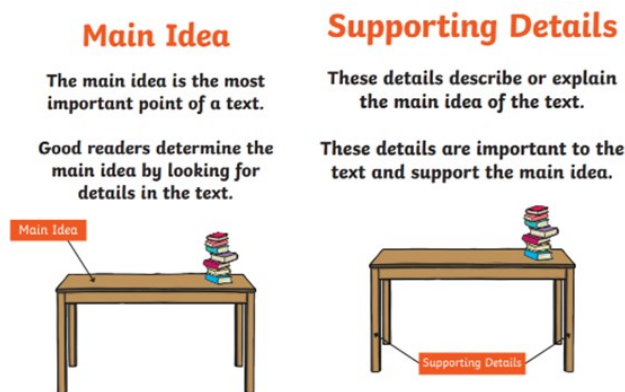 Main Idea
The main idea is the most
important point of a text.
Good readers determine the
main idea by looking for
details in the text.
Main Idea
Supporting Details
These details describe or explain
the main idea of the text.
These details are important to the
text and support the main idea.
Supporting Details